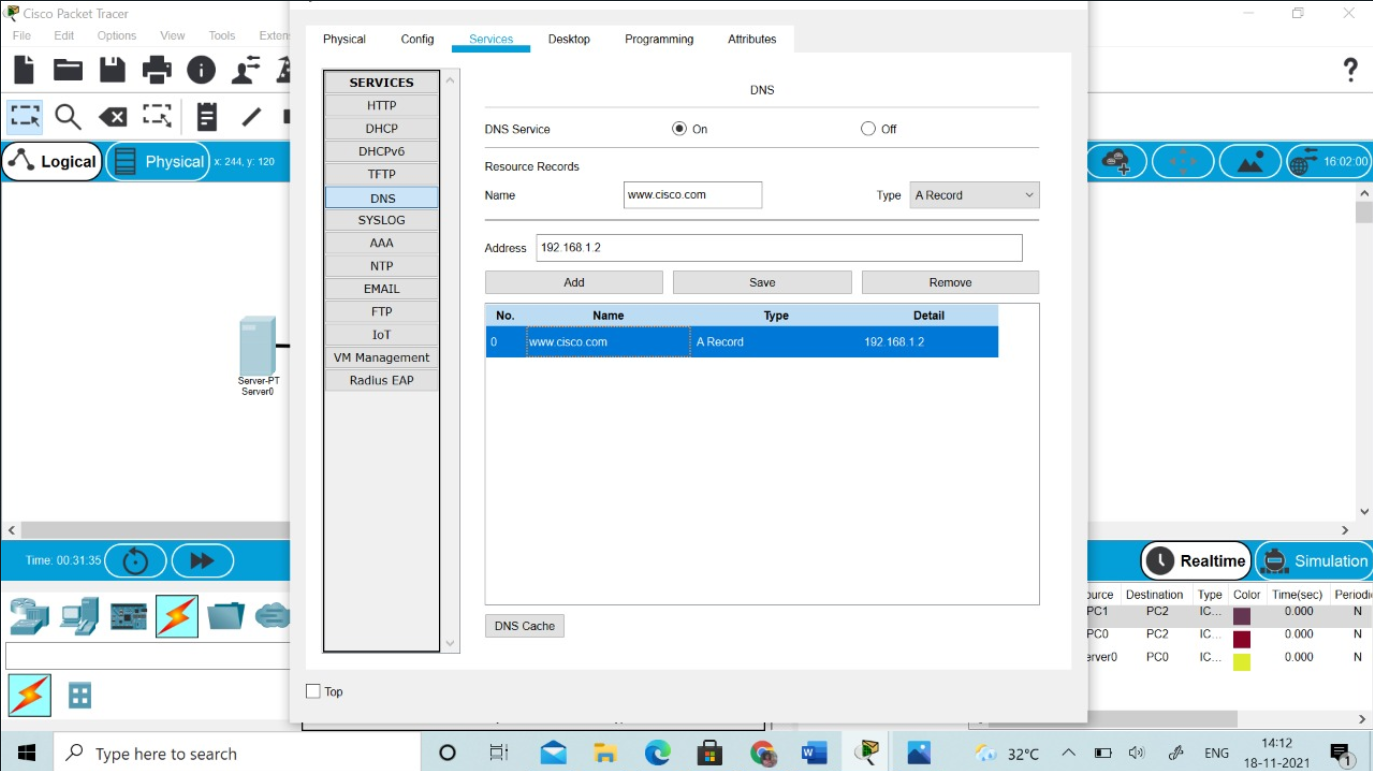 Cisco Packet Tracer
File Edit Options View Tools Exten
Physical Config Services Desktop Programming Attributes
Logical Physical x: 244, y: 120
16:02:00
SERVICES
HTTP
DHCP
DHCPv6
TFTP
DNS
SYSLOG
AAA
NTP
EMAIL
FTP
IoT
VM Management
Radius EAP
DNS
DNS Service On Off
Resource Records
Name www.cisco.com Type A Record
Address 192.168.1.2
Add Save Remove
No. Name Type Detail
0 www.cisco.com A Record 192.168.1.2
DNS Cache
Top
Server-PT
Server0
Time: 00:31:35
Realtime Simulation
ource Destination Type Color Time(sec) Periodi
PC1 PC2 IC... 0.000 N
PC0 PC2 IC... 0.000 N
erver0 PC0 IC... 0.000 N
Type here to search
32°C ENG
14:12
18-11-2021
1